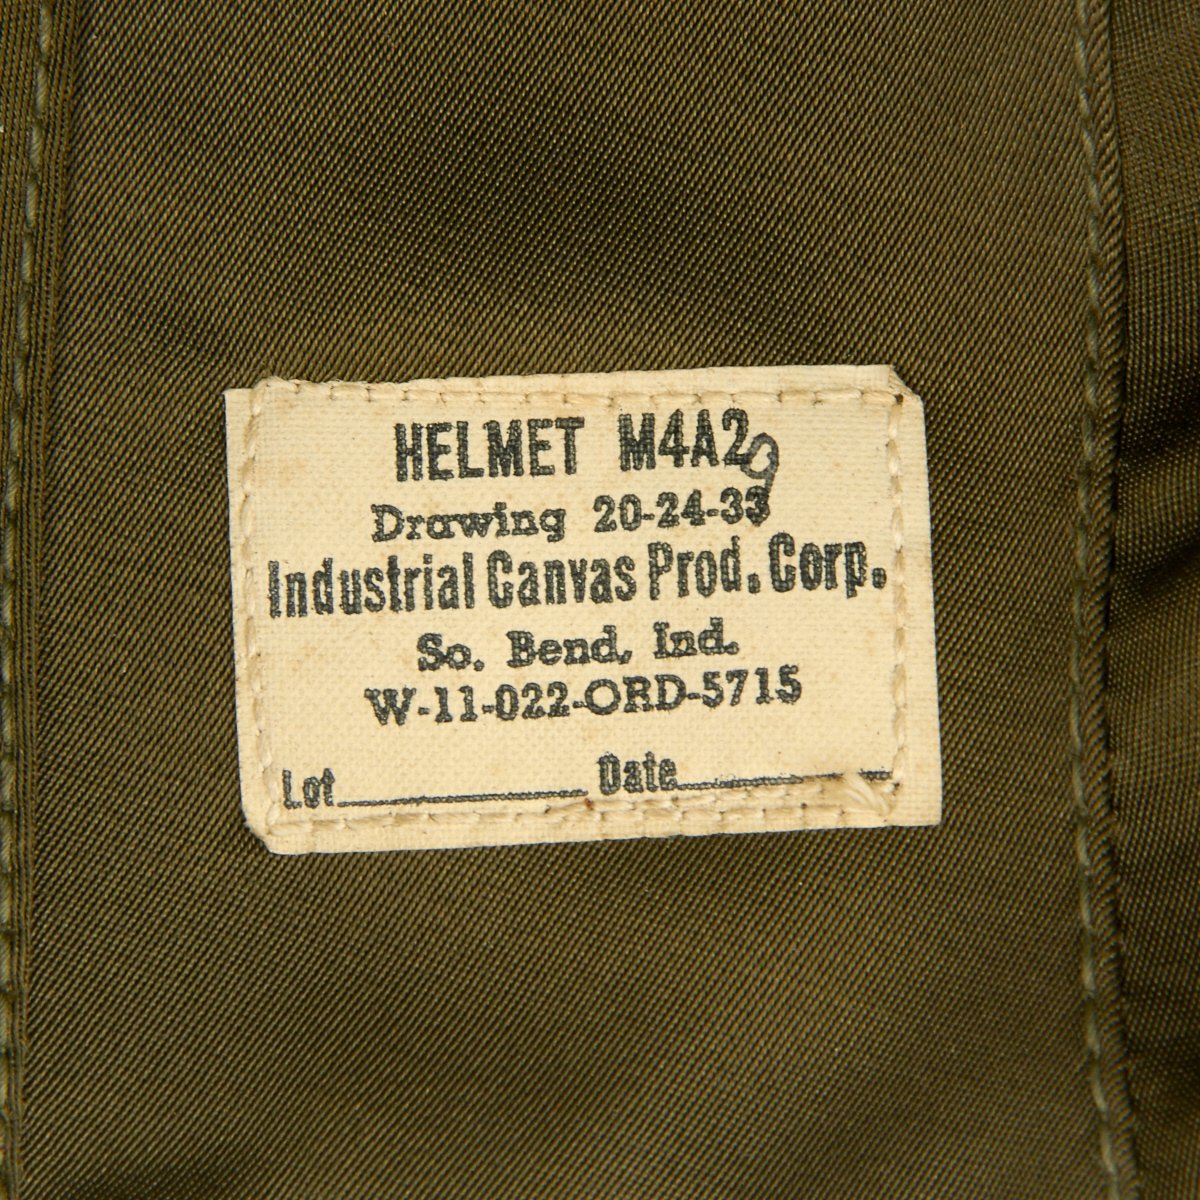 HELMET M4A2
Drawing 20-24-33
Industrial Canvas Prod. Corp.
So. Bend, Ind.
W-11-022-ORD-5715
Lot Date